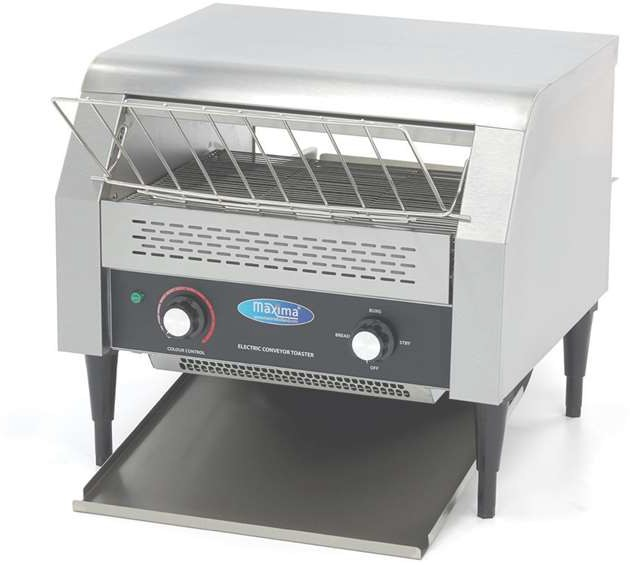 maxima
BUNS
BREAD
STBY
COLOUR CONTROL
ELECTRIC CONVEYOR TOASTER
OFF